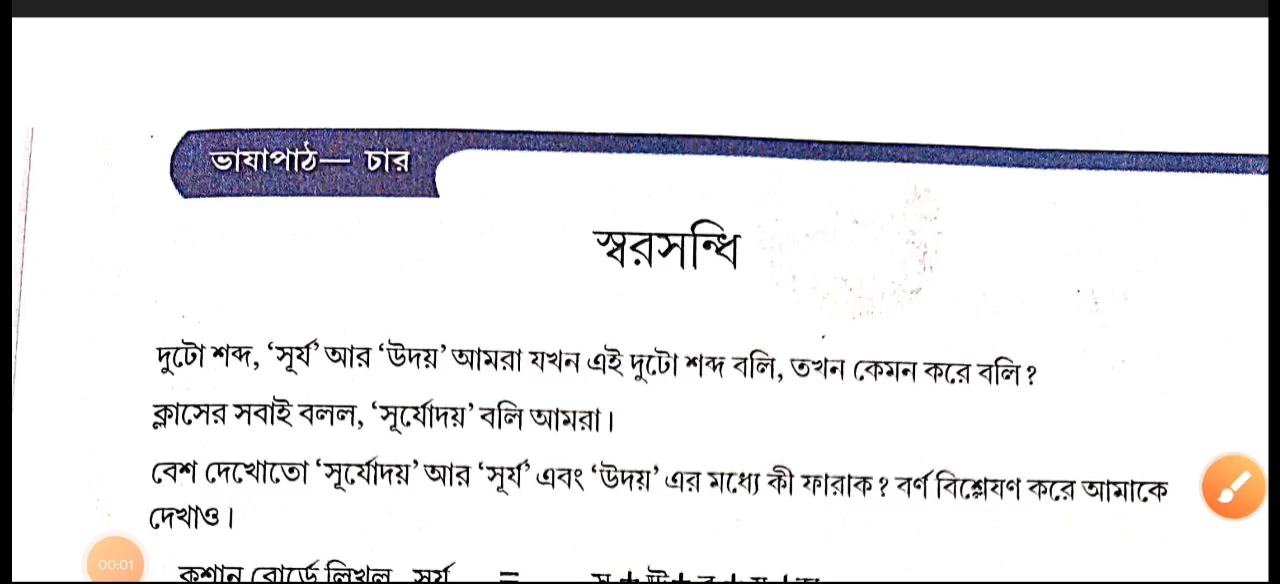 ভাষাপাঠ— চার
স্বরসন্ধি
দুটো শব্দ, ‘সূর্য’ আর ‘উদয়’ আমরা যখন এই দুটো শব্দ বলি, তখন কেমন করে বলি?
ক্লাসের সবাই বলল, ‘সূর্যোদয়’ বলি আমরা।
বেশ দেখোতো ‘সূর্যোদয়’ আর ‘সূর্য’ এবং ‘উদয়’ এর মধ্যে কী ফারাক? বর্ণ বিশ্লেষণ করে আমাকে
দেখাও।
00:01
কুশান বোর্ডে লিখল সূর্য =